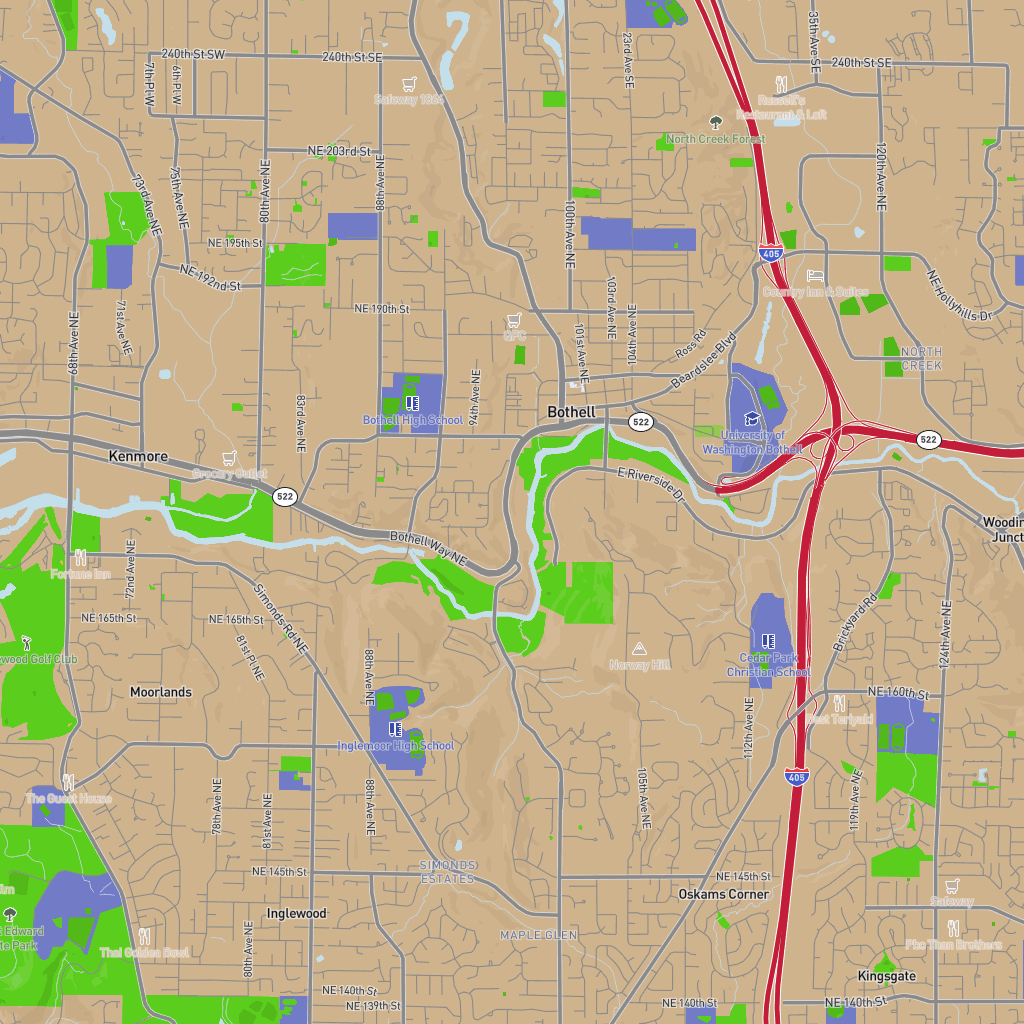 240th St SW
240th St SE
23rd Ave SE
35th Ave SE
240th St SE
7th Pl W
6th Pl W
Safeway 1864
Russell's
Restaurant & Loft
North Creek Forest
NE 203rd St
73rd Ave NE
75th Ave NE
80th Ave NE
88th Ave NE
120th Ave NE
100th Ave NE
NE 195th St
405
NE 192nd St
Country Inn & Suites
NE Hollyhills Dr
71st Ave NE
68th Ave NE
NE 190th St
QFC
101st Ave NE
103rd Ave NE
104th Ave NE
Ross Rd
Beardslee Blvd
NORTH
CREEK
83rd Ave NE
94th Ave NE
Bothell High School
Bothell
522
University of
Washington Bothell
522
Kenmore
Grocery Outlet
522
E Riverside Dr
Bothell Way NE
Woodin
Junct
Fortune Inn
72nd Ave NE
NE 165th St
NE 165th St
Simonds Rd NE
81st Pl NE
88th Ave NE
ewood Golf Club
Norway Hill
Cedar Park
Christian School
Brickyard Rd
124th Ave NE
Moorlands
NE 160th St
Best Teriyaki
112th Ave NE
Inglemoor High School
405
The Guest House
78th Ave NE
81st Ave NE
88th Ave NE
105th Ave NE
119th Ave NE
SIMONDS
ESTATES
NE 145th St
NE 145th St
Oskams Corner
Safeway
Inglewood
t Edward
te Park
Thai Golden Bowl
80th Ave NE
MAPLE GLEN
Pho Than Brothers
Kingsgate
NE 140th St
NE 139th St
NE 140th St
NE 140th St